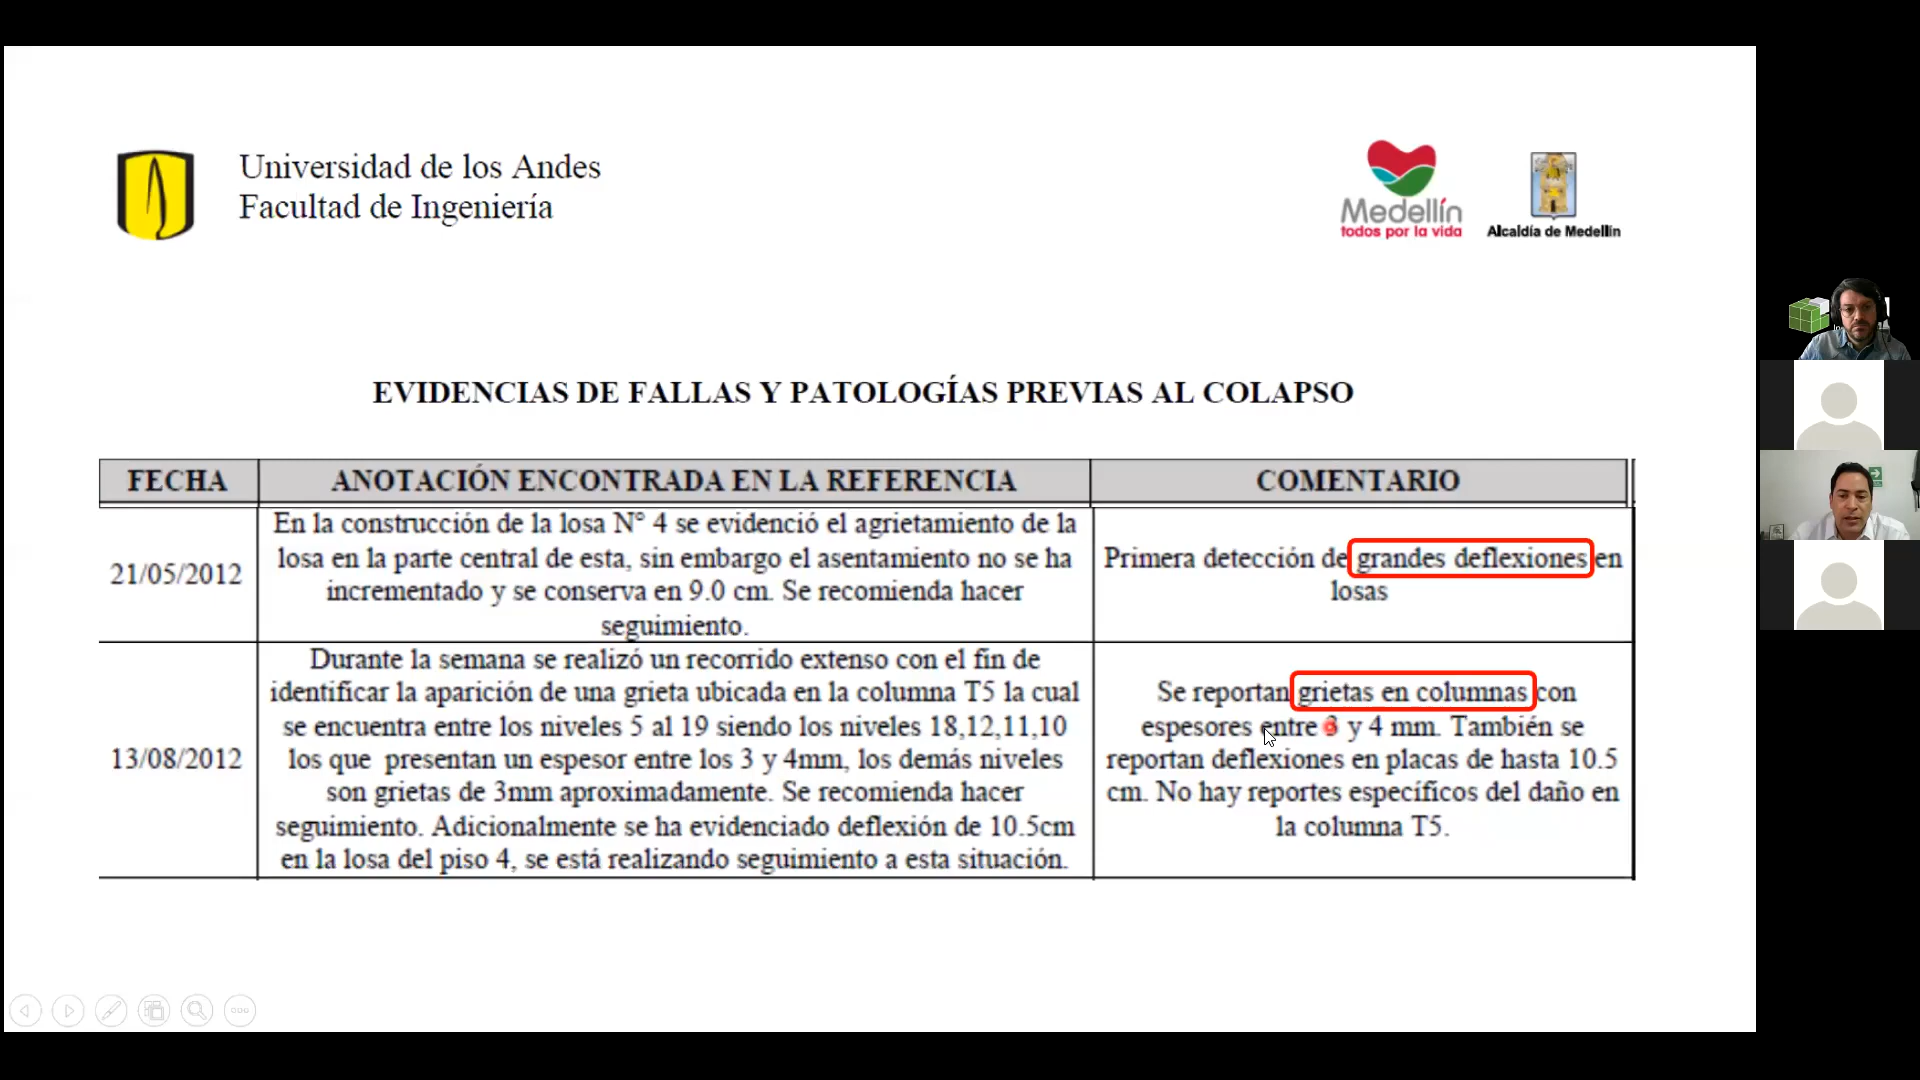 Universidad de los Andes
Facultad de Ingeniería
Medellín
todos por la vida
Alcaldía de Medellín
EVIDENCIAS DE FALLAS Y PATOLOGÍAS PREVIAS AL COLAPSO
FECHA
ANOTACIÓN ENCONTRADA EN LA REFERENCIA
COMENTARIO
21/05/2012
En la construcción de la losa N° 4 se evidenció el agrietamiento de la
losa en la parte central de esta, sin embargo el asentamiento no se ha
incrementado y se conserva en 9.0 cm. Se recomienda hacer
seguimiento.
Primera detección de grandes deflexiones en
losas
13/08/2012
Durante la semana se realizó un recorrido extenso con el fin de
identificar la aparición de una grieta ubicada en la columna T5 la cual
se encuentra entre los niveles 5 al 19 siendo los niveles 18,12,11,10
los que presentan un espesor entre los 3 y 4mm, los demás niveles
son grietas de 3mm aproximadamente. Se recomienda hacer
seguimiento. Adicionalmente se ha evidenciado deflexión de 10.5cm
en la losa del piso 4, se está realizando seguimiento a esta situación.
Se reportan grietas en columnas con
espesores entre 3 y 4 mm. También se
reportan deflexiones en placas de hasta 10.5
cm. No hay reportes específicos del daño en
la columna T5.